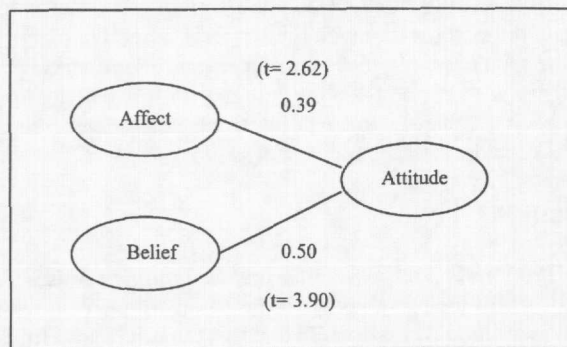 (t= 2.62)
0.39
Affect
Attitude
Belief
0.50
(t= 3.90)